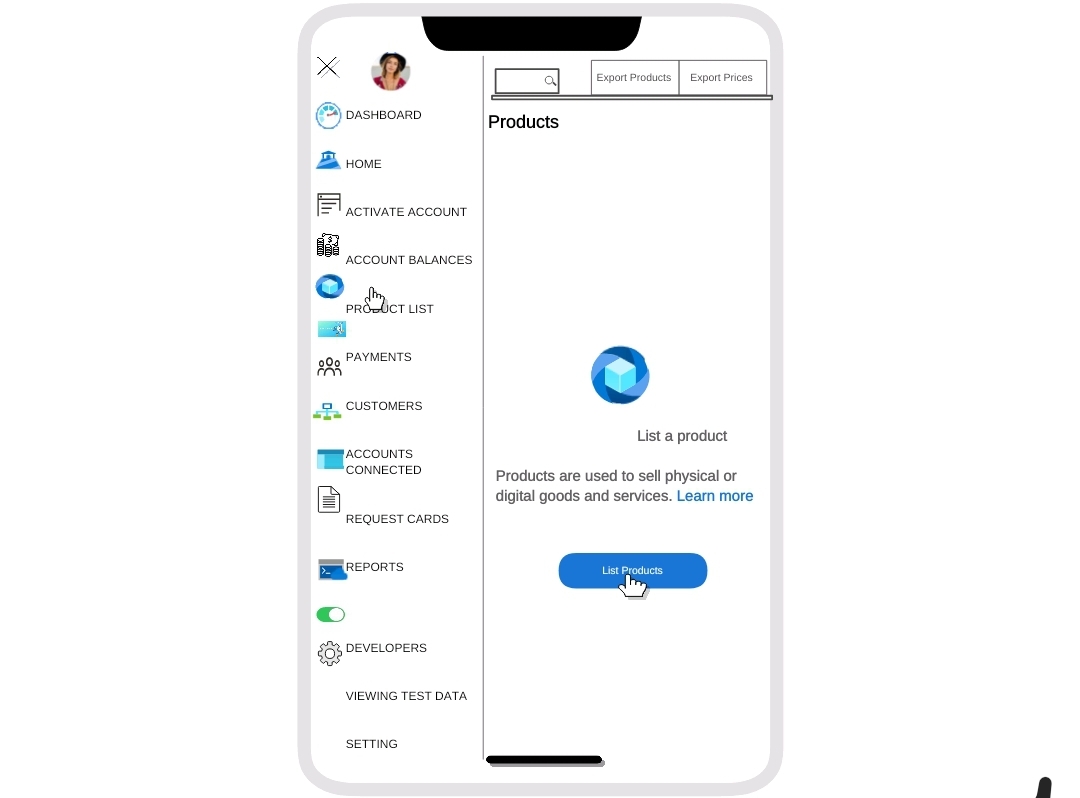 DASHBOARD
HOME
ACTIVATE ACCOUNT
ACCOUNT BALANCES
PRODUCT LIST
PAYMENTS
CUSTOMERS
ACCOUNTS
CONNECTED
REQUEST CARDS
REPORTS
DEVELOPERS
VIEWING TEST DATA
SETTING
Export Products
Export Prices
Products
List a product
Products are used to sell physical or
digital goods and services. Learn more
List Products